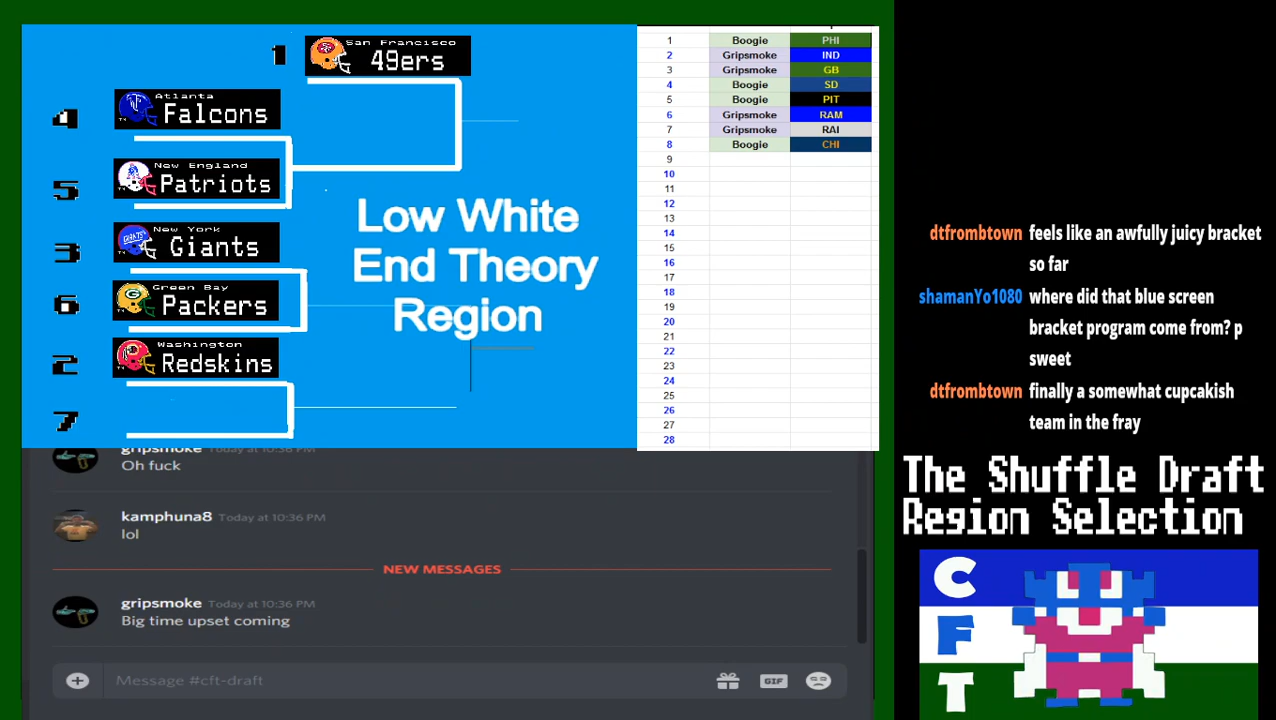 1
San Francisco
49ers
4
Atlanta
Falcons
5
New England
Patriots
3
New York
Giants
6
Green Bay
Packers
2
Washington
Redskins
7
Low White
End Theory
Region
1 Boogie PHI
2 Gripsmoke IND
3 Gripsmoke GB
4 Boogie SD
5 Boogie PIT
6 Gripsmoke RAM
7 Gripsmoke RAI
8 Boogie CHI
9
10
11
12
13
14
15
16
17
18
19
20
21
22
23
24
25
26
27
28
gripsmoke Today at 10:36 PM
Oh fuck
kamphuna8 Today at 10:36 PM
lol
NEW MESSAGES
gripsmoke Today at 10:36 PM
Big time upset coming
Message #cft-draft
GIF
dtfrombtown feels like an awfully juicy bracket
so far
shamanYo1080 where did that blue screen
bracket program come from? p
sweet
dtfrombtown finally a somewhat cupcakish
team in the fray
The Shuffle Draft
Region Selection
C
F
T